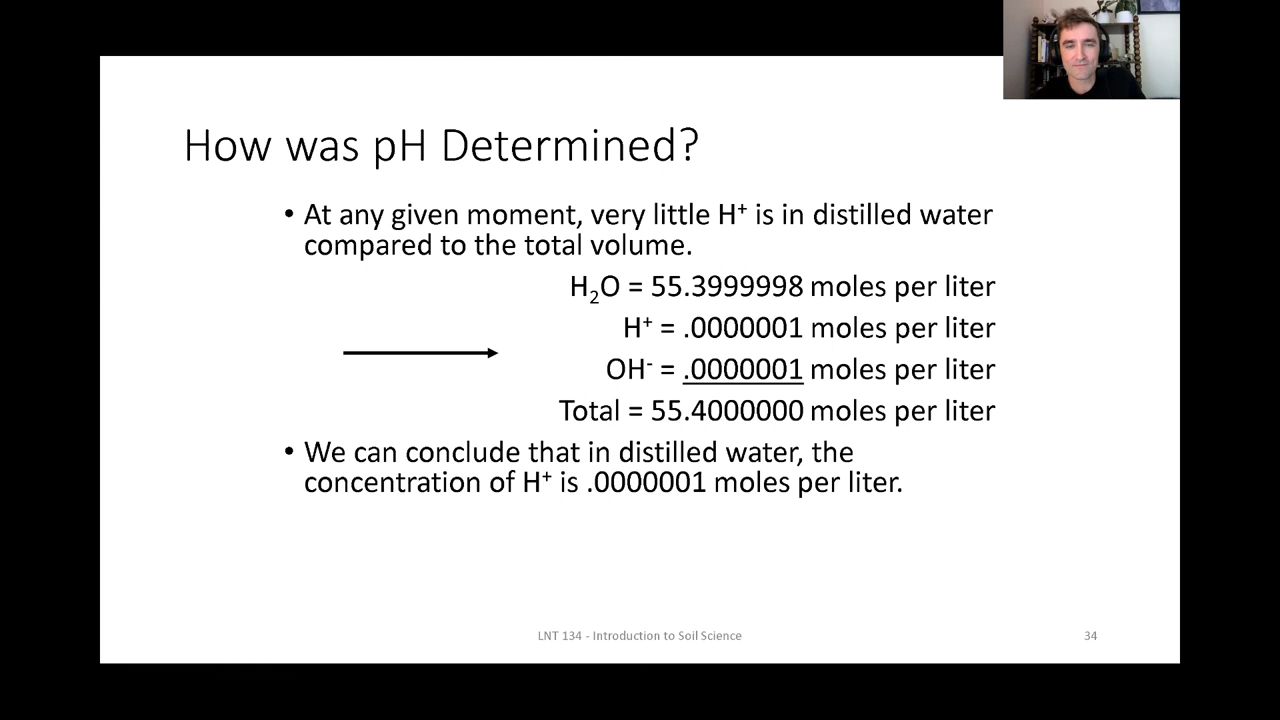 How was pH Determined?
• At any given moment, very little H⁺ is in distilled water
compared to the total volume.
H₂O = 55.3999998 moles per liter
H⁺ = .0000001 moles per liter
OH⁻ = .0000001 moles per liter
Total = 55.4000000 moles per liter
• We can conclude that in distilled water, the
concentration of H⁺ is .0000001 moles per liter.
LNT 134 - Introduction to Soil Science
34